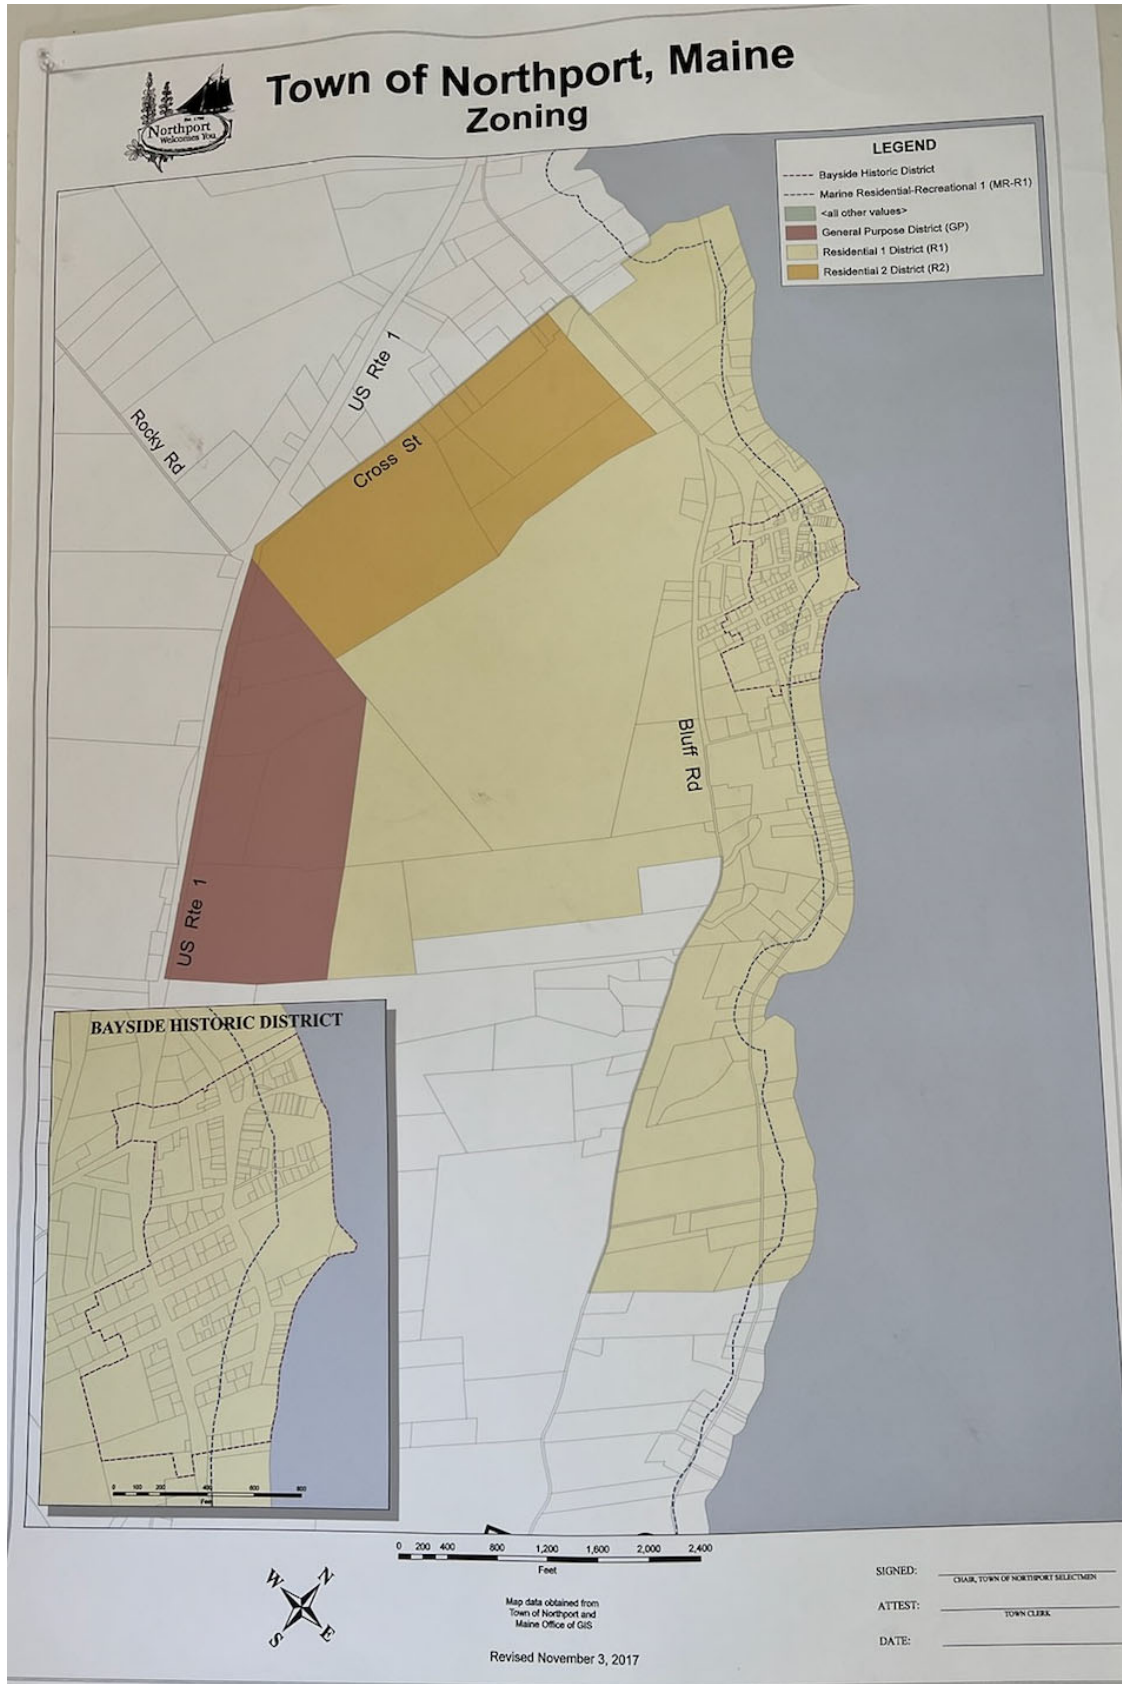 Town of Northport, Maine
Zoning
Northport
Welcomes You
LEGEND
Bayside Historic District
Marine Residential-Recreational 1 (MR-R1)
<all other values>
General Purpose District (GP)
Residential 1 District (R1)
Residential 2 District (R2)
US Rte 1
Rocky Rd
Cross St
Bluff Rd
US Rte 1
BAYSIDE HISTORIC DISTRICT
0 100 200 400 600 800
Feet
0 200 400 800 1,200 1,600 2,000 2,400
Feet
W N
S E
Map data obtained from
Town of Northport and
Maine Office of GIS
Revised November 3, 2017
SIGNED:
CHAIR, TOWN OF NORTHPORT SELECTMEN
ATTEST:
TOWN CLERK
DATE: